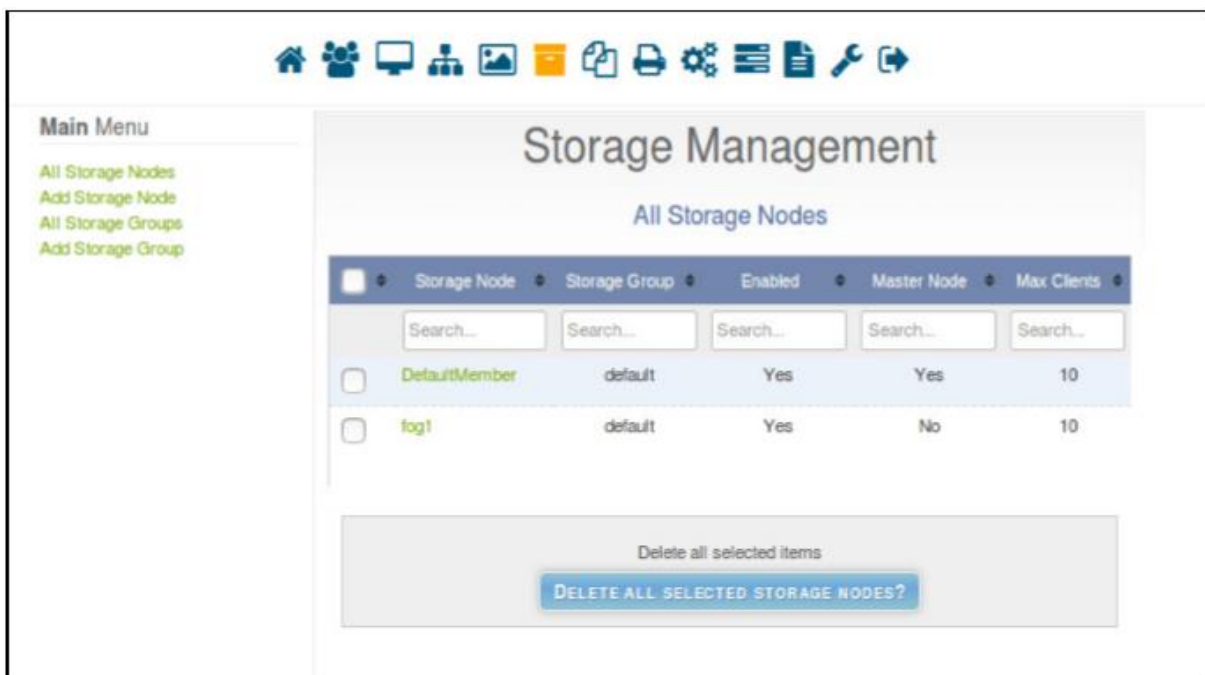 Main Menu
All Storage Nodes
Add Storage Node
All Storage Groups
Add Storage Group
Storage Management
All Storage Nodes
Storage Node Storage Group Enabled Master Node Max Clients
Search... Search... Search... Search... Search...
DefaultMember default Yes Yes 10
fog1 default Yes No 10
Delete all selected items
DELETE ALL SELECTED STORAGE NODES?